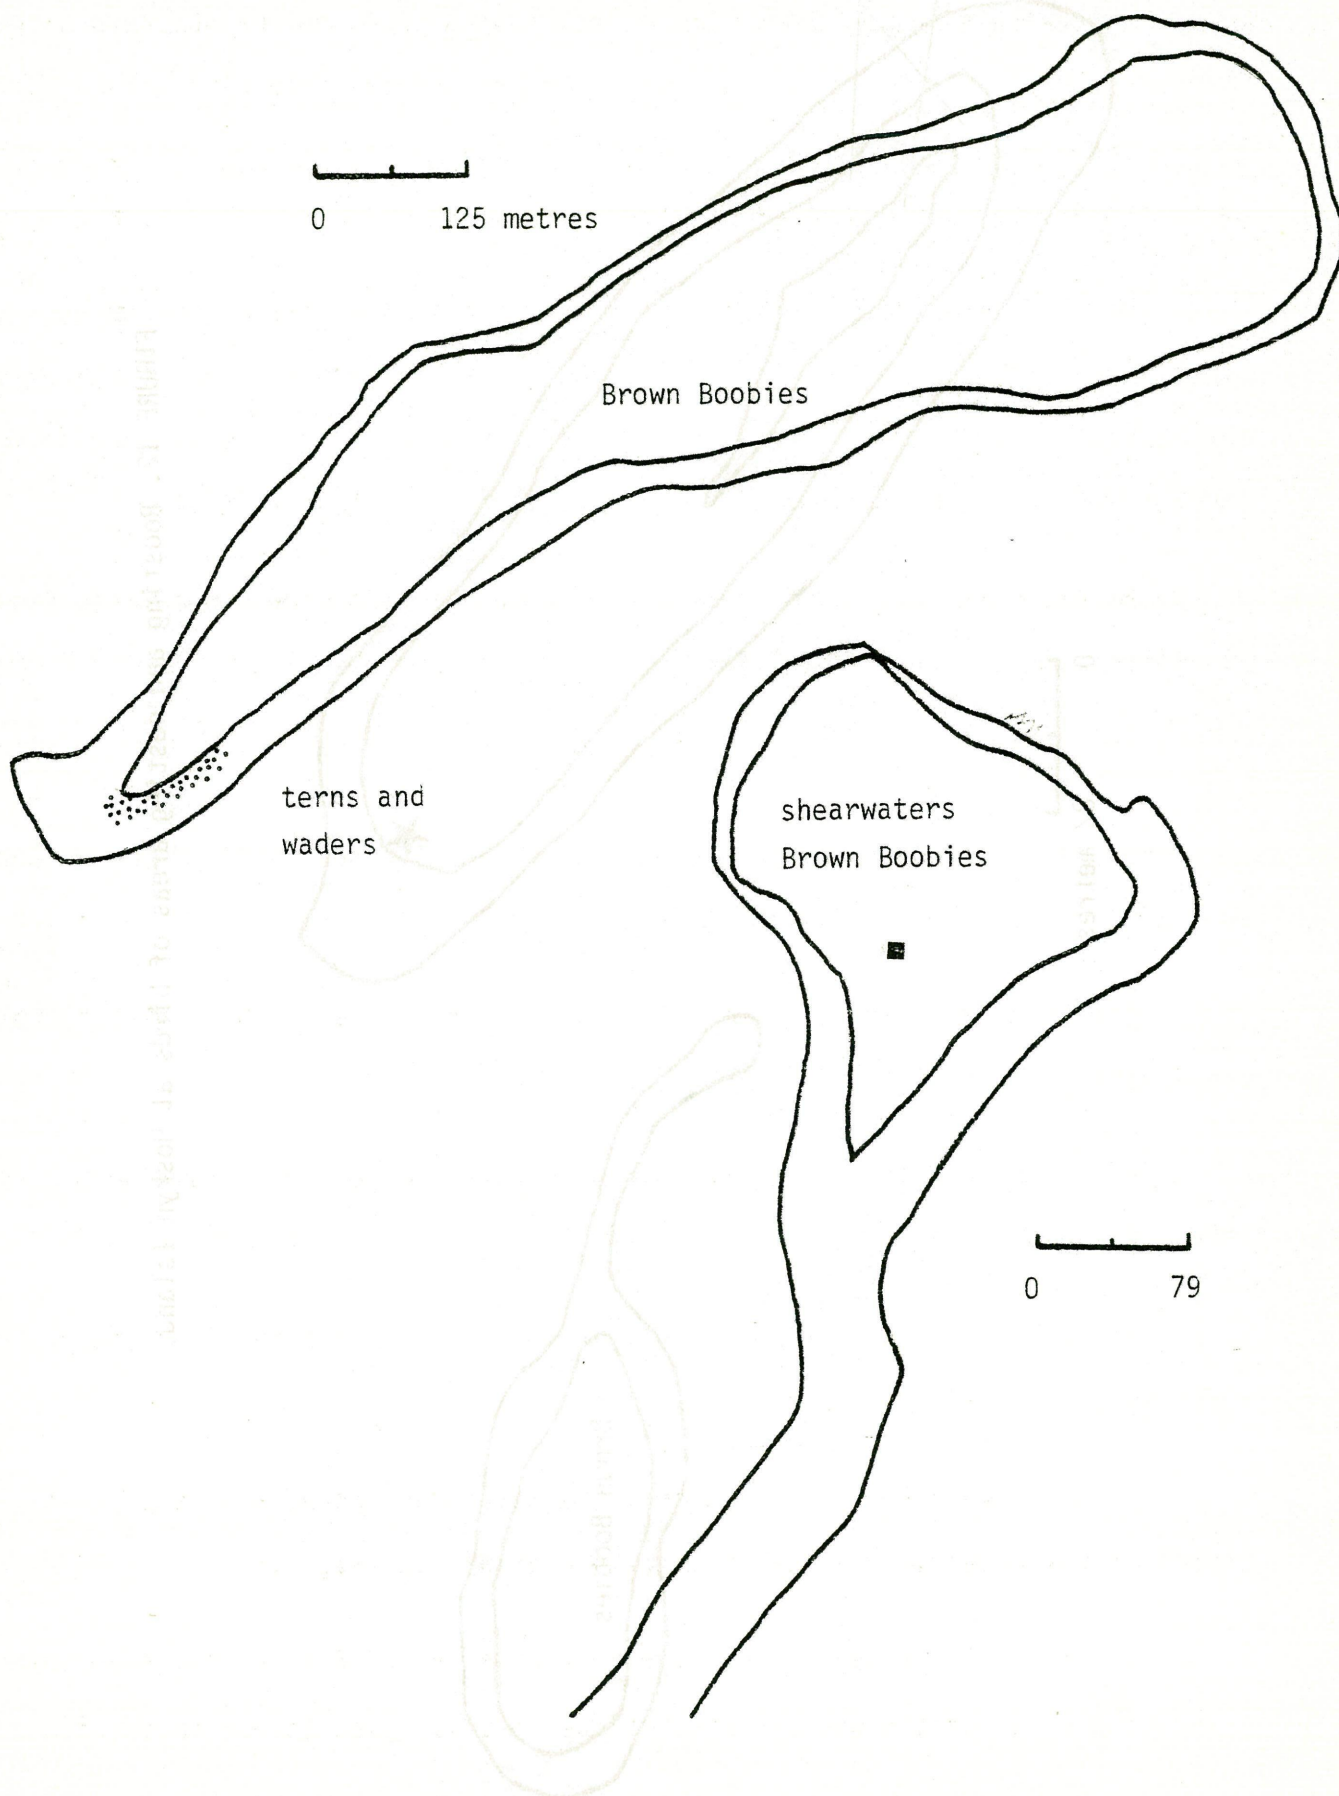 0 125 metres
Brown Boobies
terns and
waders
shearwaters
Brown Boobies
0 79